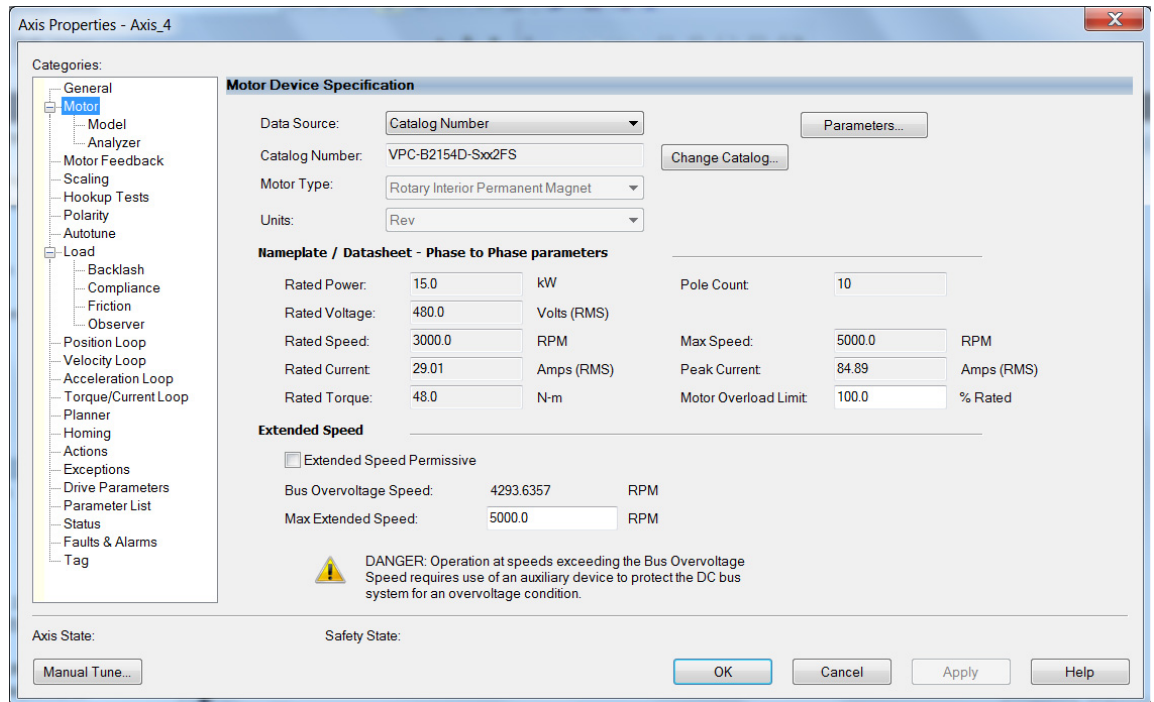 Axis Properties - Axis_4
X
Categories:
General
Motor
Model
Analyzer
Motor Feedback
Scaling
Hookup Tests
Polarity
Autotune
Load
Backlash
Compliance
Friction
Observer
Position Loop
Velocity Loop
Acceleration Loop
Torque/Current Loop
Planner
Homing
Actions
Exceptions
Drive Parameters
Parameter List
Status
Faults & Alarms
Tag
Motor Device Specification
Data Source: Catalog Number Parameters...
Catalog Number: VPC-B2154D-Sxx2FS Change Catalog...
Motor Type: Rotary Interior Permanent Magnet
Units: Rev
Nameplate / Datasheet - Phase to Phase parameters
Rated Power: 15.0 kW Pole Count: 10
Rated Voltage: 480.0 Volts (RMS)
Rated Speed: 3000.0 RPM Max Speed: 5000.0 RPM
Rated Current: 29.01 Amps (RMS) Peak Current: 84.89 Amps (RMS)
Rated Torque: 48.0 N-m Motor Overload Limit: 100.0 % Rated
Extended Speed
Extended Speed Permissive
Bus Overvoltage Speed: 4293.6357 RPM
Max Extended Speed: 5000.0 RPM
DANGER: Operation at speeds exceeding the Bus Overvoltage
Speed requires use of an auxiliary device to protect the DC bus
system for an overvoltage condition.
Axis State: Safety State:
Manual Tune... OK Cancel Apply Help